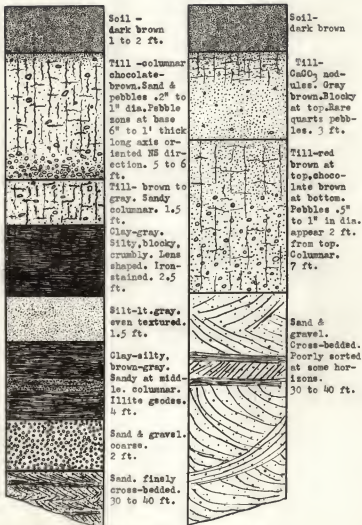 Soil -
dark brown
1 to 2 ft.
Till -columnar
chocolate-
brown.Sand &
pebbles .2" to
1" dia.Pebble
zone at base
6" to 1' thick
long axis or-
iented NS dir-
ection. 5 to 6
ft.
Till- brown to
gray. Sandy
columnar. 1.5
ft.
Clay-gray.
Silty,blocky,
crumbly. Lens
shaped. Iron-
stained. 2.5
ft.
Silt-lt.gray.
even textured.
1.5 ft.
Clay-silty,
brown-gray.
Sandy at midd-
le. columnar.
Illite geodes.
4 ft.
Sand & gravel.
coarse.
2 ft.
Sand. finely
cross-bedded.
30 to 40 ft.
Soil-
dark brown
Till-
CaCO3 nod-
ules. Gray
brown.Blocky
at top.Rare
quartz pebb-
les. 3 ft.
Till-red
brown at
top,choco-
late brown
at bottom.
Pebbles .5"
to 1" in dia.
appear 2 ft.
from top.
Columnar.
7 ft.
Sand &
gravel.
Cross-bedded.
Poorly sorted
at some hor-
izons.
30 to 40 ft.